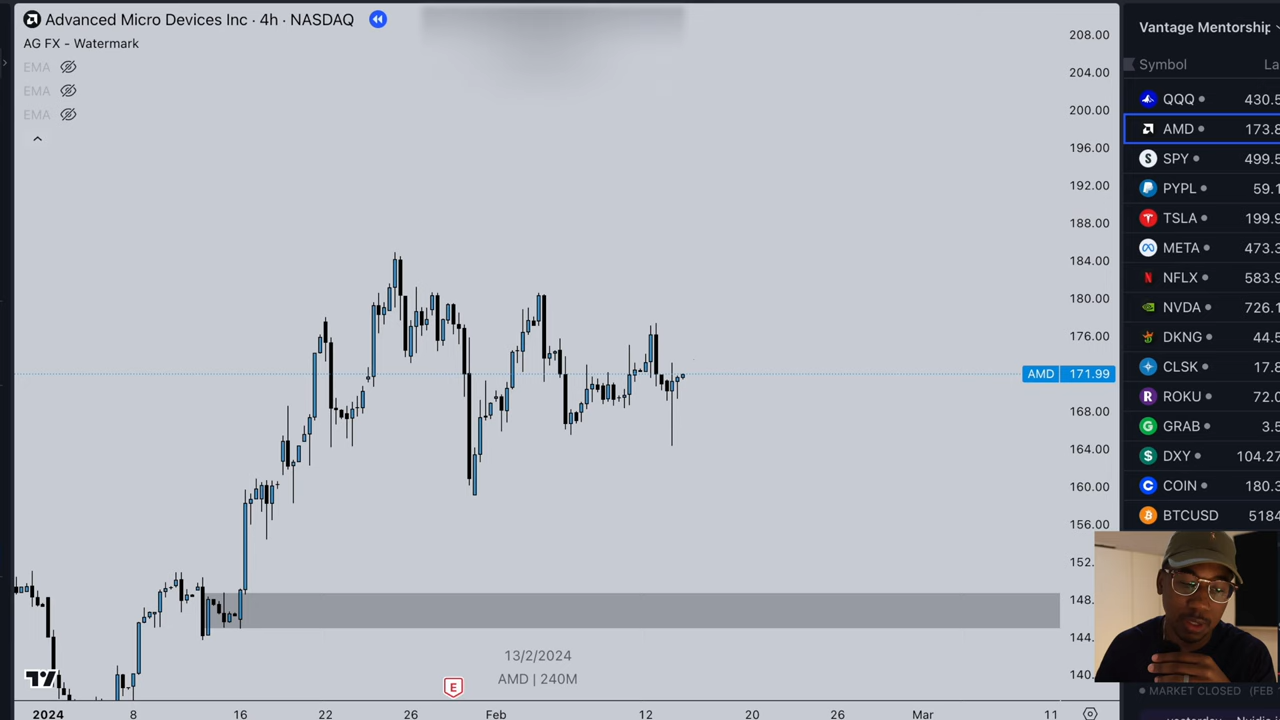 Advanced Micro Devices Inc · 4h · NASDAQ
AG FX - Watermark
EMA
EMA
EMA
208.00
204.00
200.00
196.00
192.00
188.00
184.00
180.00
176.00
AMD 171.99
168.00
164.00
160.00
156.00
152.
148.
144.
140.
13/2/2024
AMD | 240M
E
2024 8 16 22 26 Feb 12 20 26 Mar 11
Vantage Mentorship
Symbol La
QQQ 430.5
AMD 173.8
SPY 499.5
PYPL 59.1
TSLA 199.9
META 473.3
NFLX 583.9
NVDA 726.1
DKNG 44.5
CLSK 17.8
ROKU 72.0
GRAB 3.5
DXY 104.27
COIN 180.3
BTCUSD 5184
MARKET CLOSED (FEB